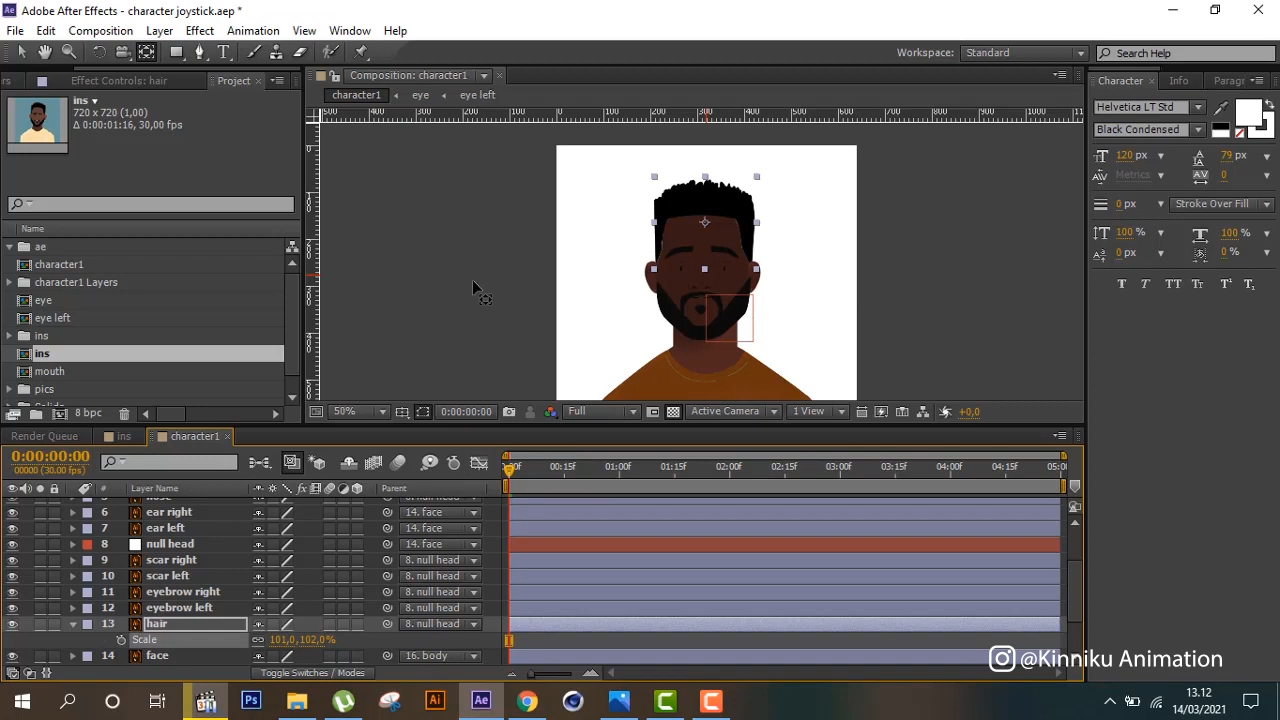 Adobe After Effects - character joystick.aep *
File Edit Composition Layer Effect Animation View Window Help
Workspace: Standard Search Help
Effect Controls: hair Project
Composition: character1
Character Info Paragr
character1 eye eye left
ins
720 x 720 (1,00)
Δ 0:00:01:16, 30,00 fps
Helvetica LT Std
Black Condensed
120 px 79 px
Metrics 0
0 px Stroke Over Fill
100 % 100 %
0 px 0 %
T T TT Tt T¹ T₁
Name
ae
character1
character1 Layers
eye
eye left
ins
ins
mouth
pics
8 bpc
50% 0:00:00:00 Full Active Camera 1 View +0,0
Render Queue ins character1
0:00:00:00
00000 (30.00 fps)
00f 00:15f 01:00f 01:15f 02:00f 02:15f 03:00f 03:15f 04:00f 04:15f 05:00
# Layer Name Parent
6 ear right 14. face
7 ear left 14. face
8 null head 14. face
9 scar right 8. null head
10 scar left 8. null head
11 eyebrow right 8. null head
12 eyebrow left 8. null head
13 hair 8. null head
Scale 101,0,102,0%
14 face 16. body
Toggle Switches / Modes
@Kinniku Animation
13.12
14/03/2021